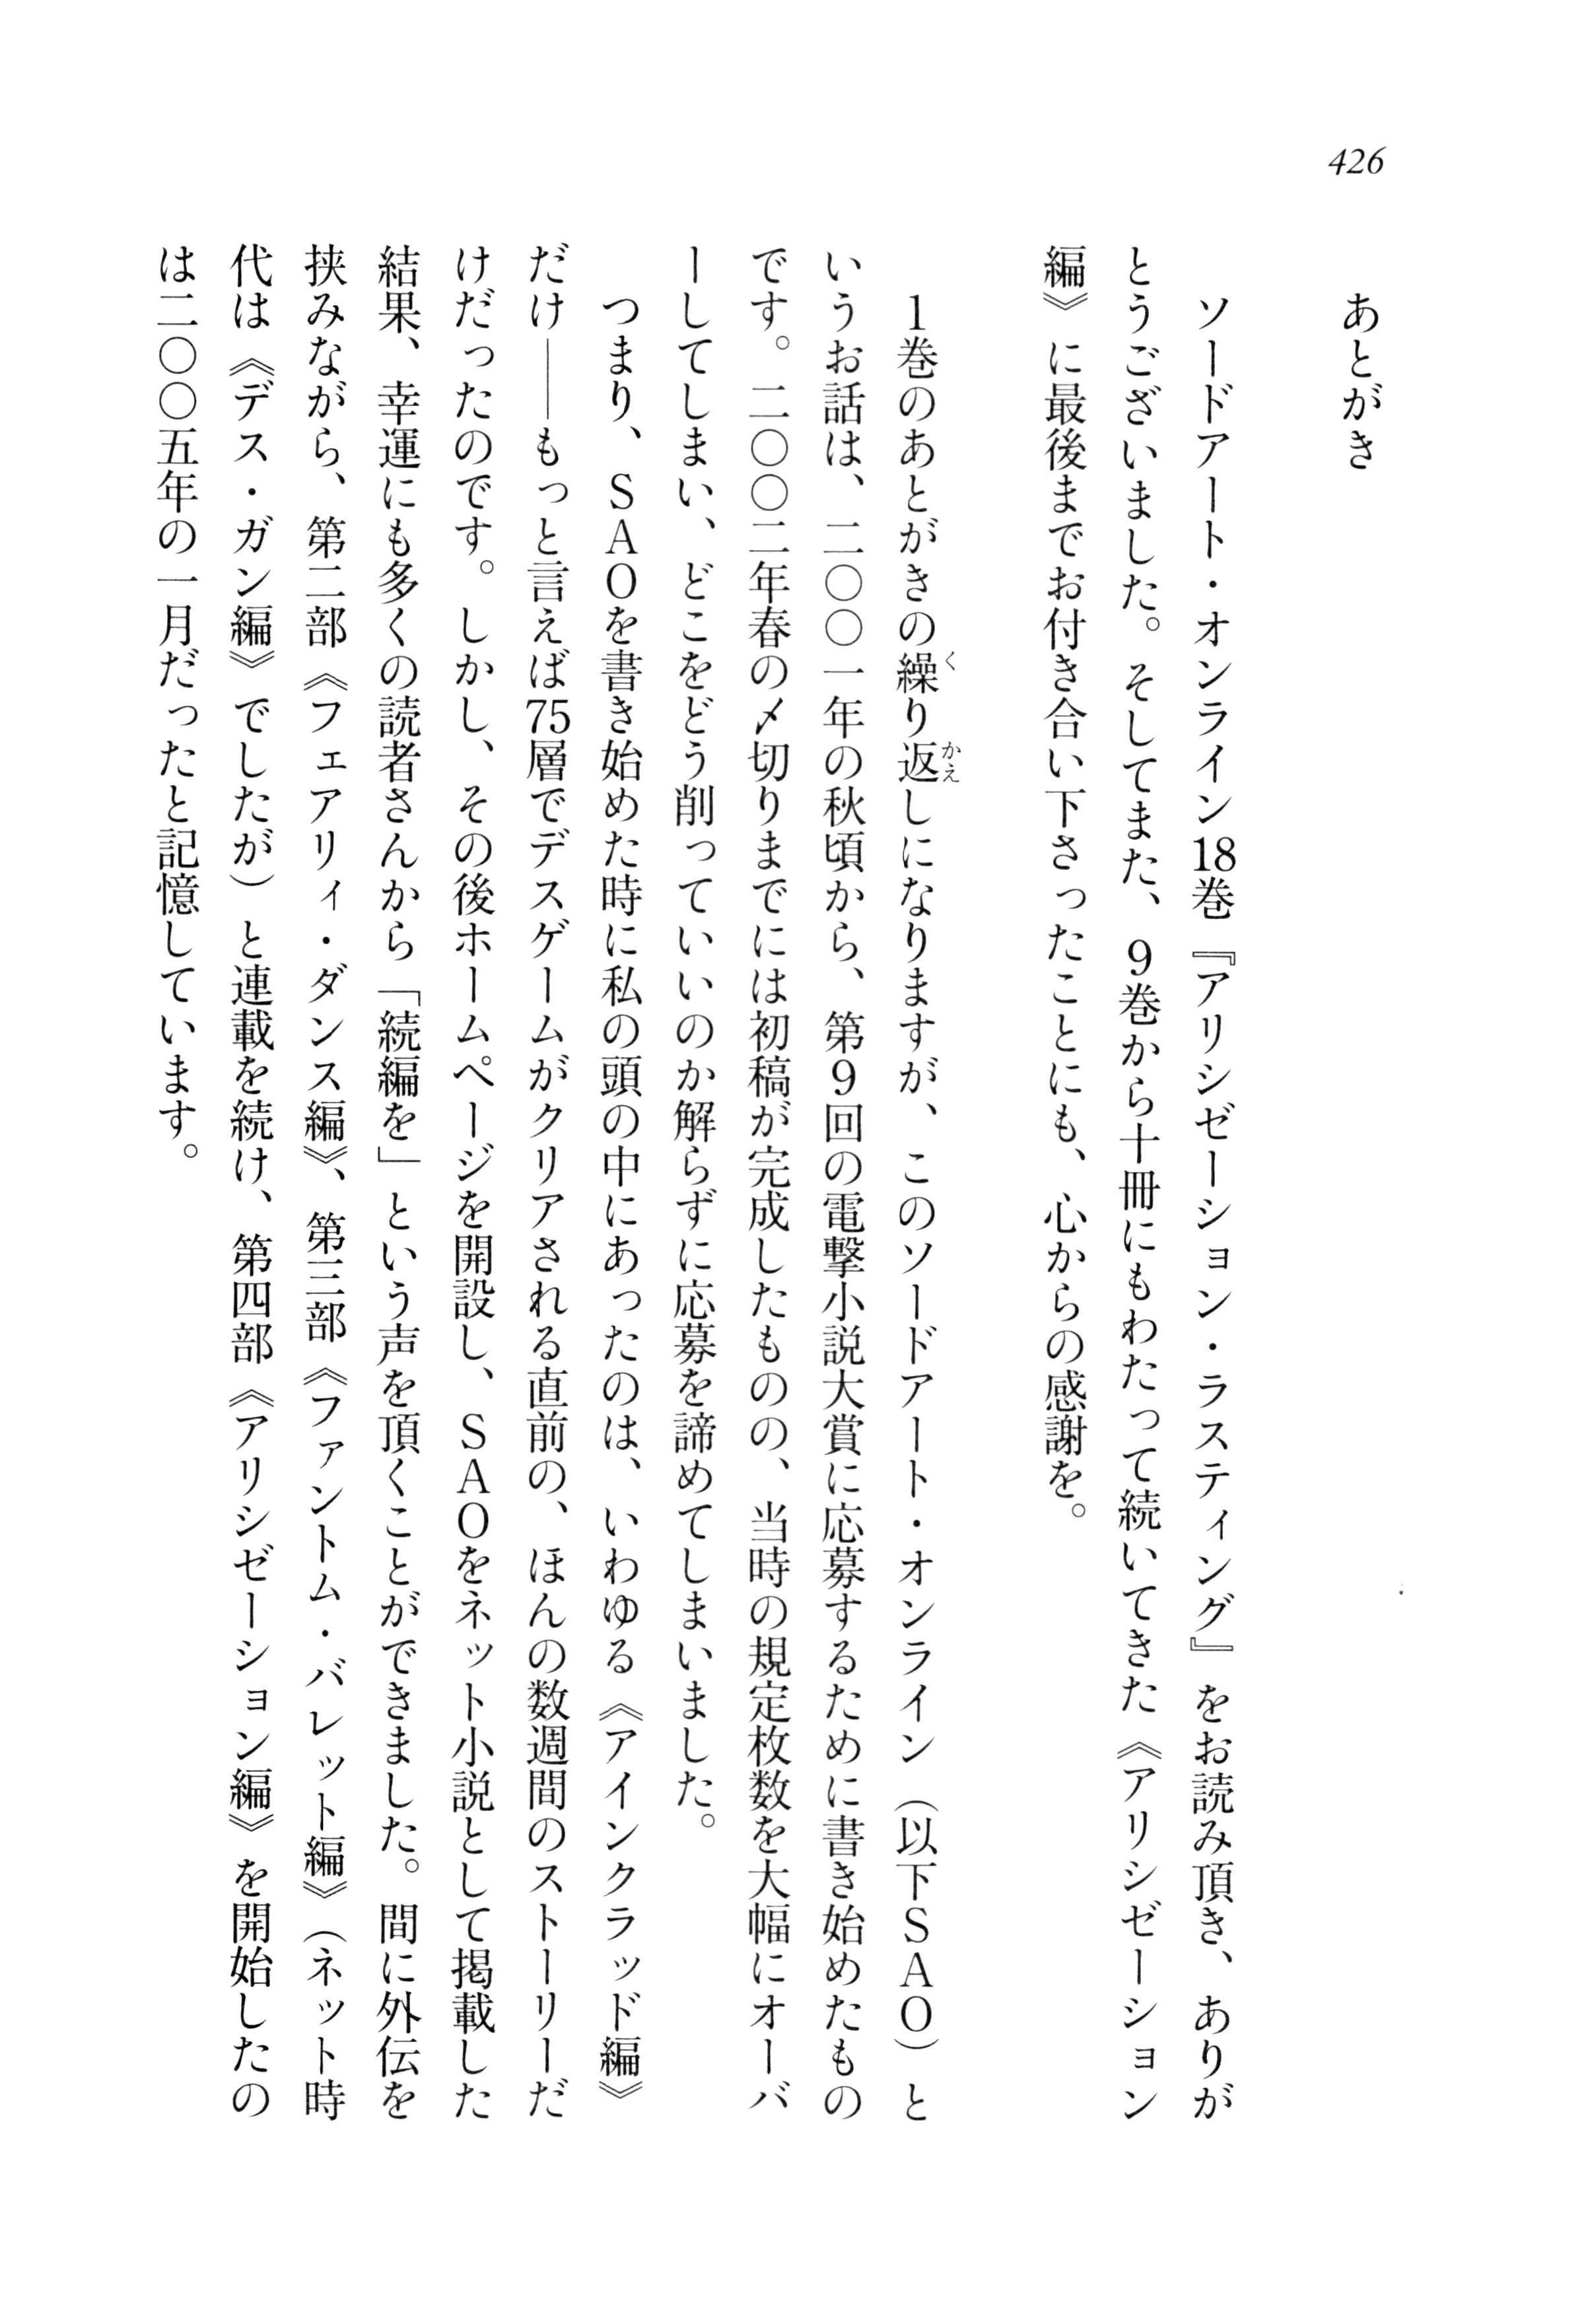 426
あとがき
ソードアート・オンライン18巻『アリシゼーション・ラスティング』をお読み頂き、ありが
とうございました。そしてまた、9巻から十冊にもわたって続いてきた《アリシゼーション
編》に最後までお付き合い下さったことにも、心からの感謝を。
1巻のあとがきの繰り返しになりますが、このソードアート・オンライン（以下ＳＡＯ）と
いうお話は、二〇〇一年の秋頃から、第9回の電撃小説大賞に応募するために書き始めたもの
です。二〇〇二年春の〆切りまでには初稿が完成したものの、当時の規定枚数を大幅にオーバ
ーしてしまい、どこをどう削っていいのか解らずに応募を諦めてしまいました。
つまり、ＳＡＯを書き始めた時に私の頭の中にあったのは、いわゆる《アインクラッド編》
だけ――もっと言えば75層でデスゲームがクリアされる直前の、ほんの数週間のストーリーだ
けだったのです。しかし、その後ホームページを開設し、ＳＡＯをネット小説として掲載した
結果、幸運にも多くの読者さんから「続編を」という声を頂くことができました。間に外伝を
挟みながら、第二部《フェアリィ・ダンス編》、第三部《ファントム・バレット編》（ネット時
代は《デス・ガン編》でしたが）と連載を続け、第四部《アリシゼーション編》を開始したの
は二〇〇五年の一月だったと記憶しています。